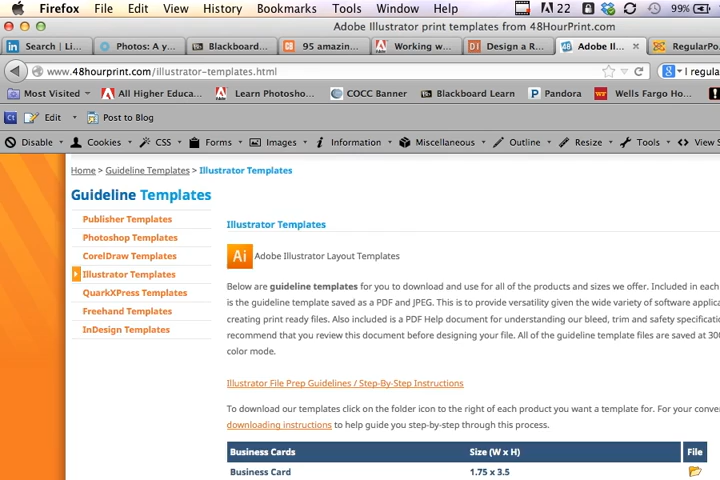 Firefox File Edit View History Bookmarks Tools Window Help 22 99%
Adobe Illustrator print templates from 48HourPrint.com
Search | Li... Photos: A y... Blackboard... 95 amazin... Working w... Design a R... Adobe Il... RegularPo
www.48hourprint.com/illustrator-templates.html I regula
Most Visited All Higher Educa... Learn Photoshop... COCC Banner Blackboard Learn Pandora Wells Fargo Ho...
Edit Post to Blog
Disable Cookies CSS Forms Images Information Miscellaneous Outline Resize Tools View S
Home > Guideline Templates > Illustrator Templates
Guideline Templates
Publisher Templates
Photoshop Templates
CorelDraw Templates
Illustrator Templates
QuarkXPress Templates
Freehand Templates
InDesign Templates
Illustrator Templates
Ai Adobe Illustrator Layout Templates
Below are guideline templates for you to download and use for all of the products and sizes we offer. Included in each
is the guideline template saved as a PDF and JPEG. This is to provide versatility given the wide variety of software applic
creating print ready files. Also included is a PDF Help document for understanding our bleed, trim and safety specificatio
recommend that you review this document before designing your file. All of the guideline template files are saved at 300
color mode.
Illustrator File Prep Guidelines / Step-By-Step Instructions
To download our templates click on the folder icon to the right of each product you want a template for. For your conve
downloading instructions to help guide you step-by-step through this process.
Business Cards Size (W x H) File
Business Card 1.75 x 3.5